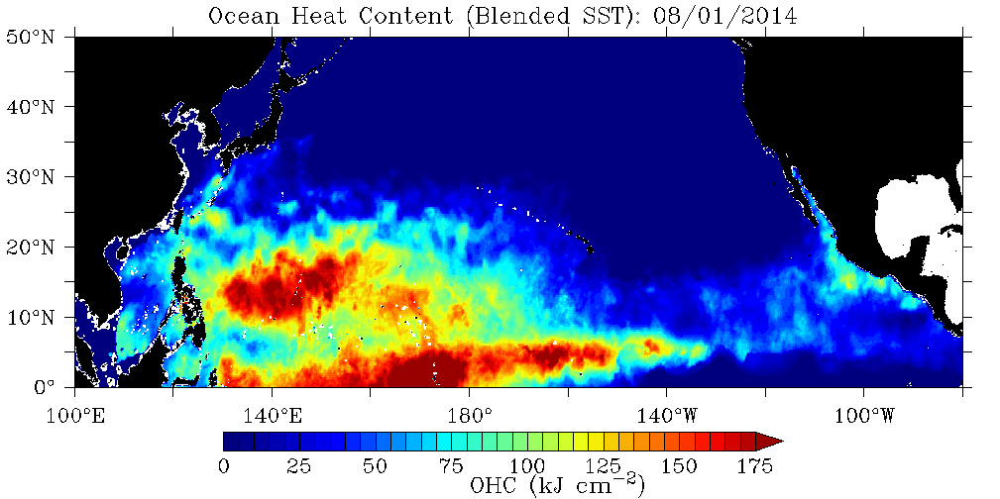 Ocean Heat Content (Blended SST): 08/01/2014
50°N
40°N
30°N
20°N
10°N
0°
100°E 140°E 180° 140°W 100°W
0 25 50 75 100 125 150 175
OHC (kJ cm⁻²)